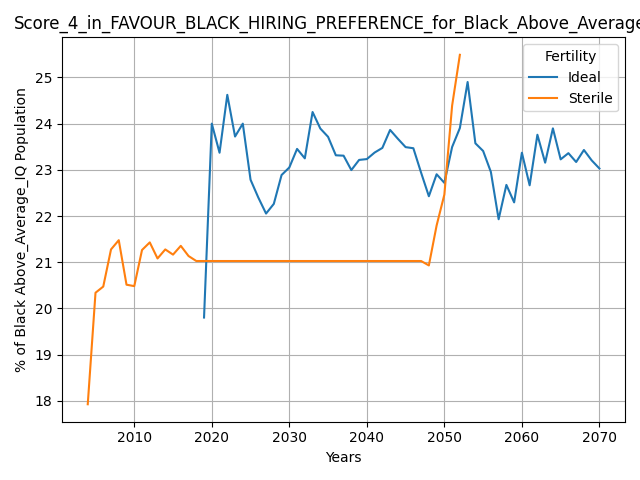 Score_4_in_FAVOUR_BLACK_HIRING_PREFERENCE_for_Black_Above_Average
Fertility
Ideal
Sterile
% of Black Above_Average_IQ Population
25
24
23
22
21
20
19
18
2010 2020 2030 2040 2050 2060 2070
Years